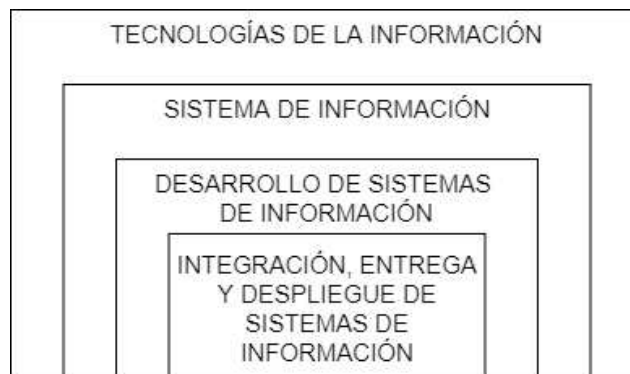 TECNOLOGÍAS DE LA INFORMACIÓN
SISTEMA DE INFORMACIÓN
DESARROLLO DE SISTEMAS
DE INFORMACIÓN
INTEGRACIÓN, ENTREGA
Y DESPLIEGUE DE
SISTEMAS DE
INFORMACIÓN